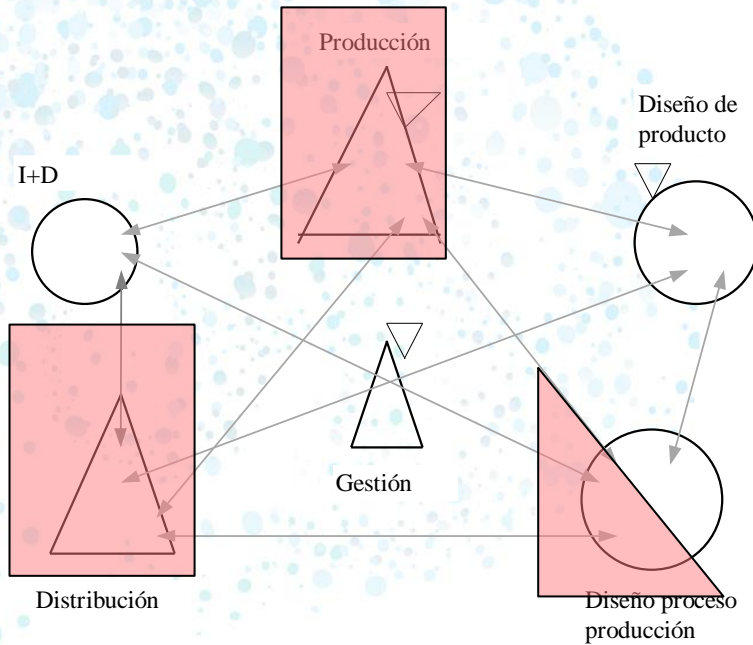 Producción
Diseño de
producto
I+D
Gestión
Distribución
Diseño proceso
producción